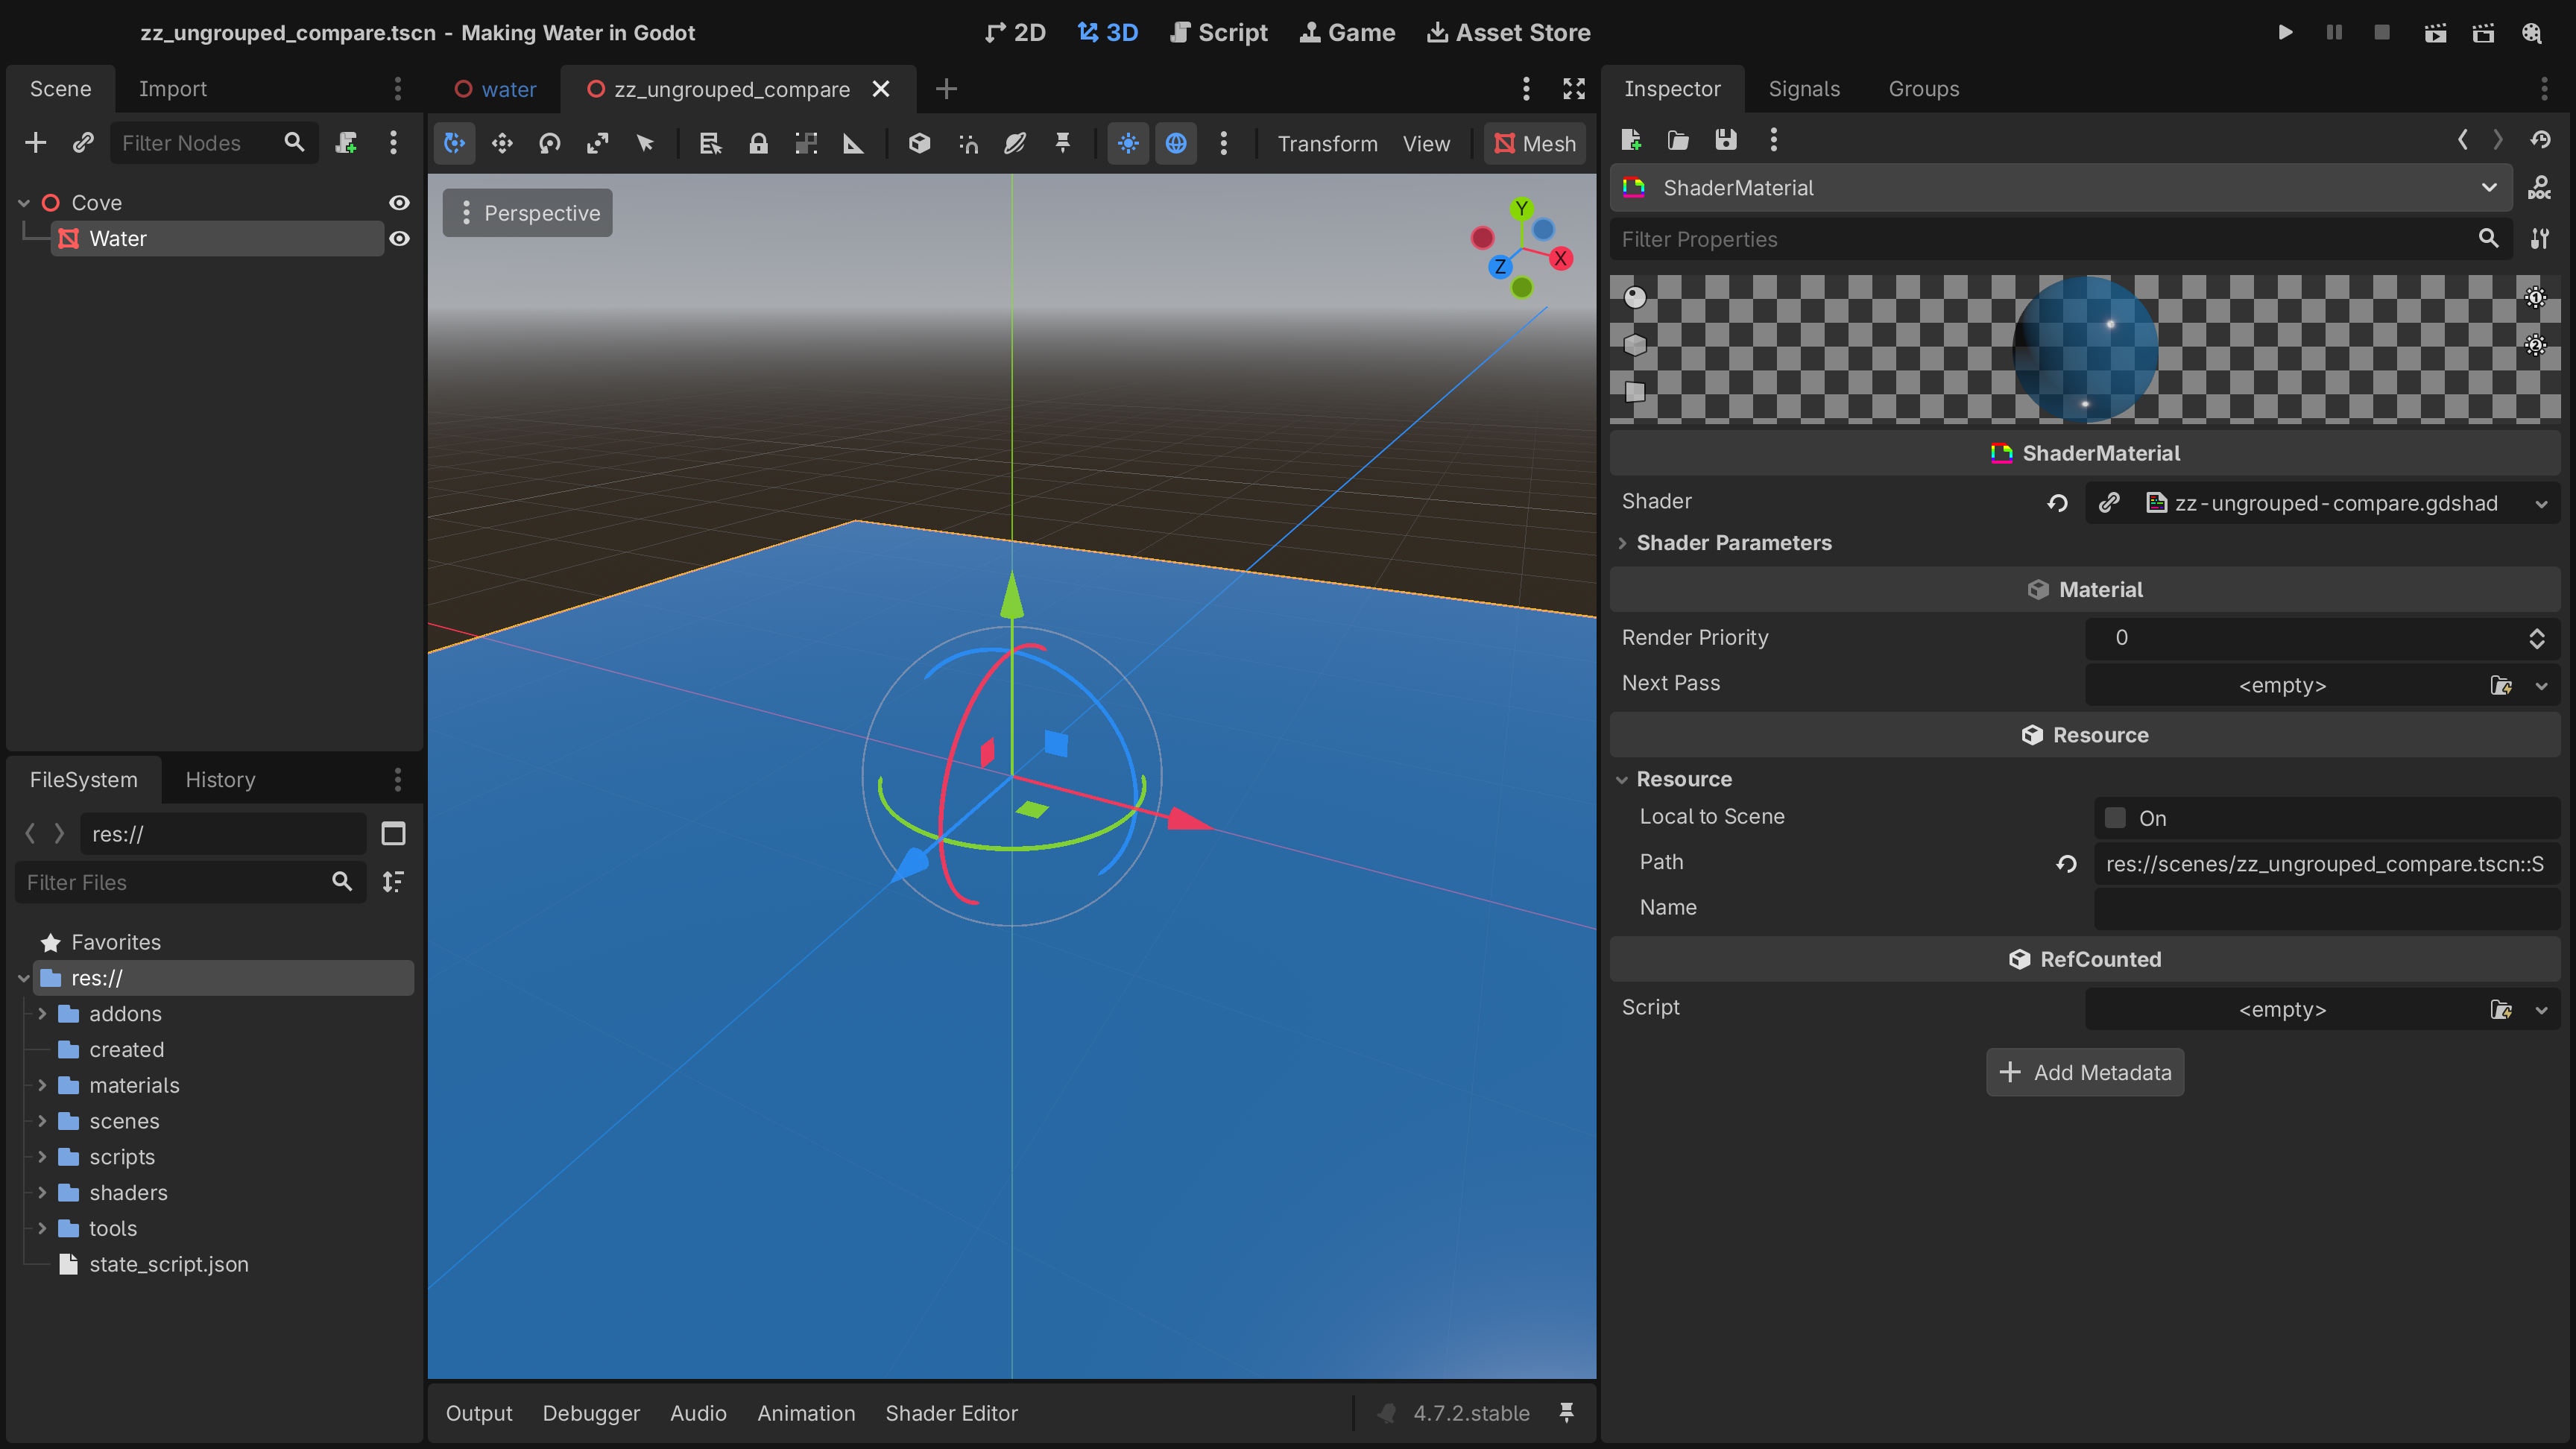 zz_ungrouped_compare.tscn - Making Water in Godot
2D
3D
Script
Game
Asset Store
Scene
Import
Filter Nodes
Cove
Water
FileSystem
History
res://
Filter Files
Favorites
res://
addons
created
materials
scenes
scripts
shaders
tools
state_script.json
water
zz_ungrouped_compare
Transform
View
Mesh
Perspective
Y
X
Z
Output
Debugger
Audio
Animation
Shader Editor
4.7.2.stable
Inspector
Signals
Groups
ShaderMaterial
DOC
Filter Properties
1
2
ShaderMaterial
Shader
zz-ungrouped-compare.gdshad
Shader Parameters
Material
Render Priority
0
Next Pass
<empty>
Resource
Resource
Local to Scene
On
Path
res://scenes/zz_ungrouped_compare.tscn::S
Name
RefCounted
Script
<empty>
Add Metadata